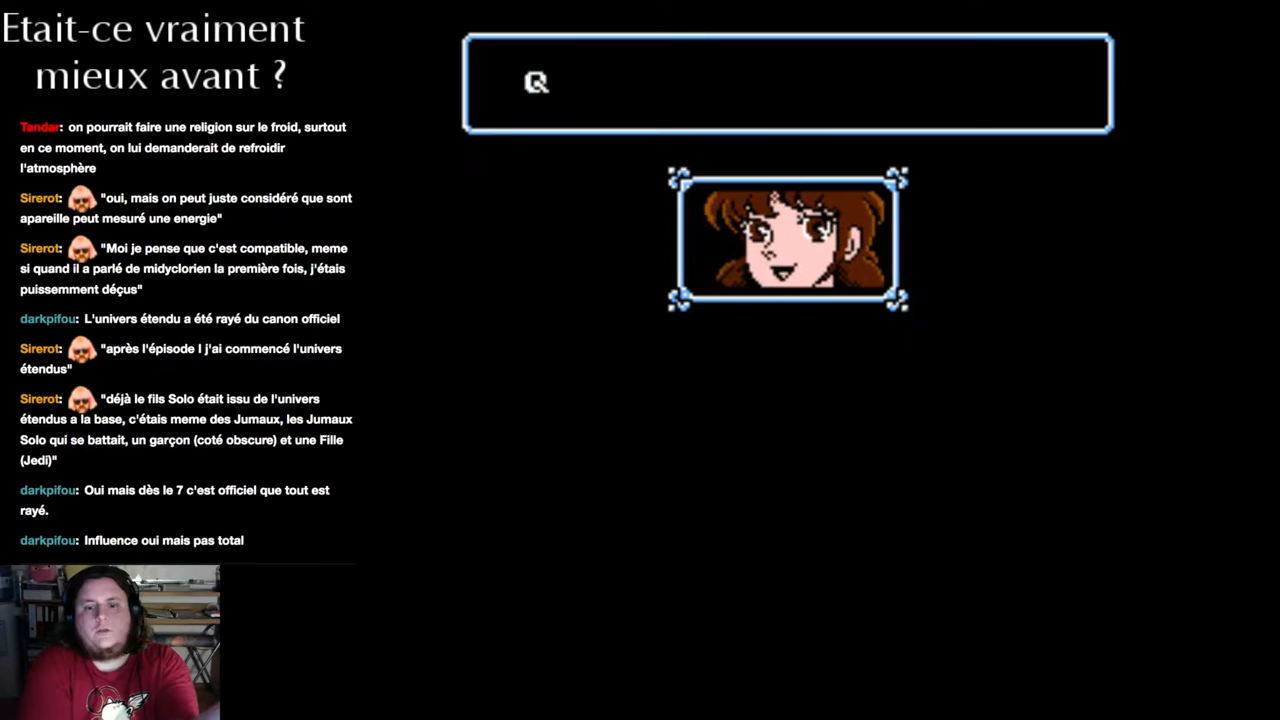 Etait-ce vraiment
mieux avant ?
Q
Tandar: on pourrait faire une religion sur le froid, surtout
en ce moment, on lui demanderait de refroidir
l'atmosphère
Sirerot: "oui, mais on peut juste considéré que sont
apareille peut mesuré une energie"
Sirerot: "Moi je pense que c'est compatible, meme
si quand il a parlé de midyclorien la première fois, j'étais
puissemment déçus"
darkpifou: L'univers étendu a été rayé du canon officiel
Sirerot: "après l'épisode I j'ai commencé l'univers
étendus"
Sirerot: "déjà le fils Solo était issu de l'univers
étendus a la base, c'étais meme des Jumaux, les Jumaux
Solo qui se battait, un garçon (coté obscure) et une Fille
(Jedi)"
darkpifou: Oui mais dès le 7 c'est officiel que tout est
rayé.
darkpifou: Influence oui mais pas total